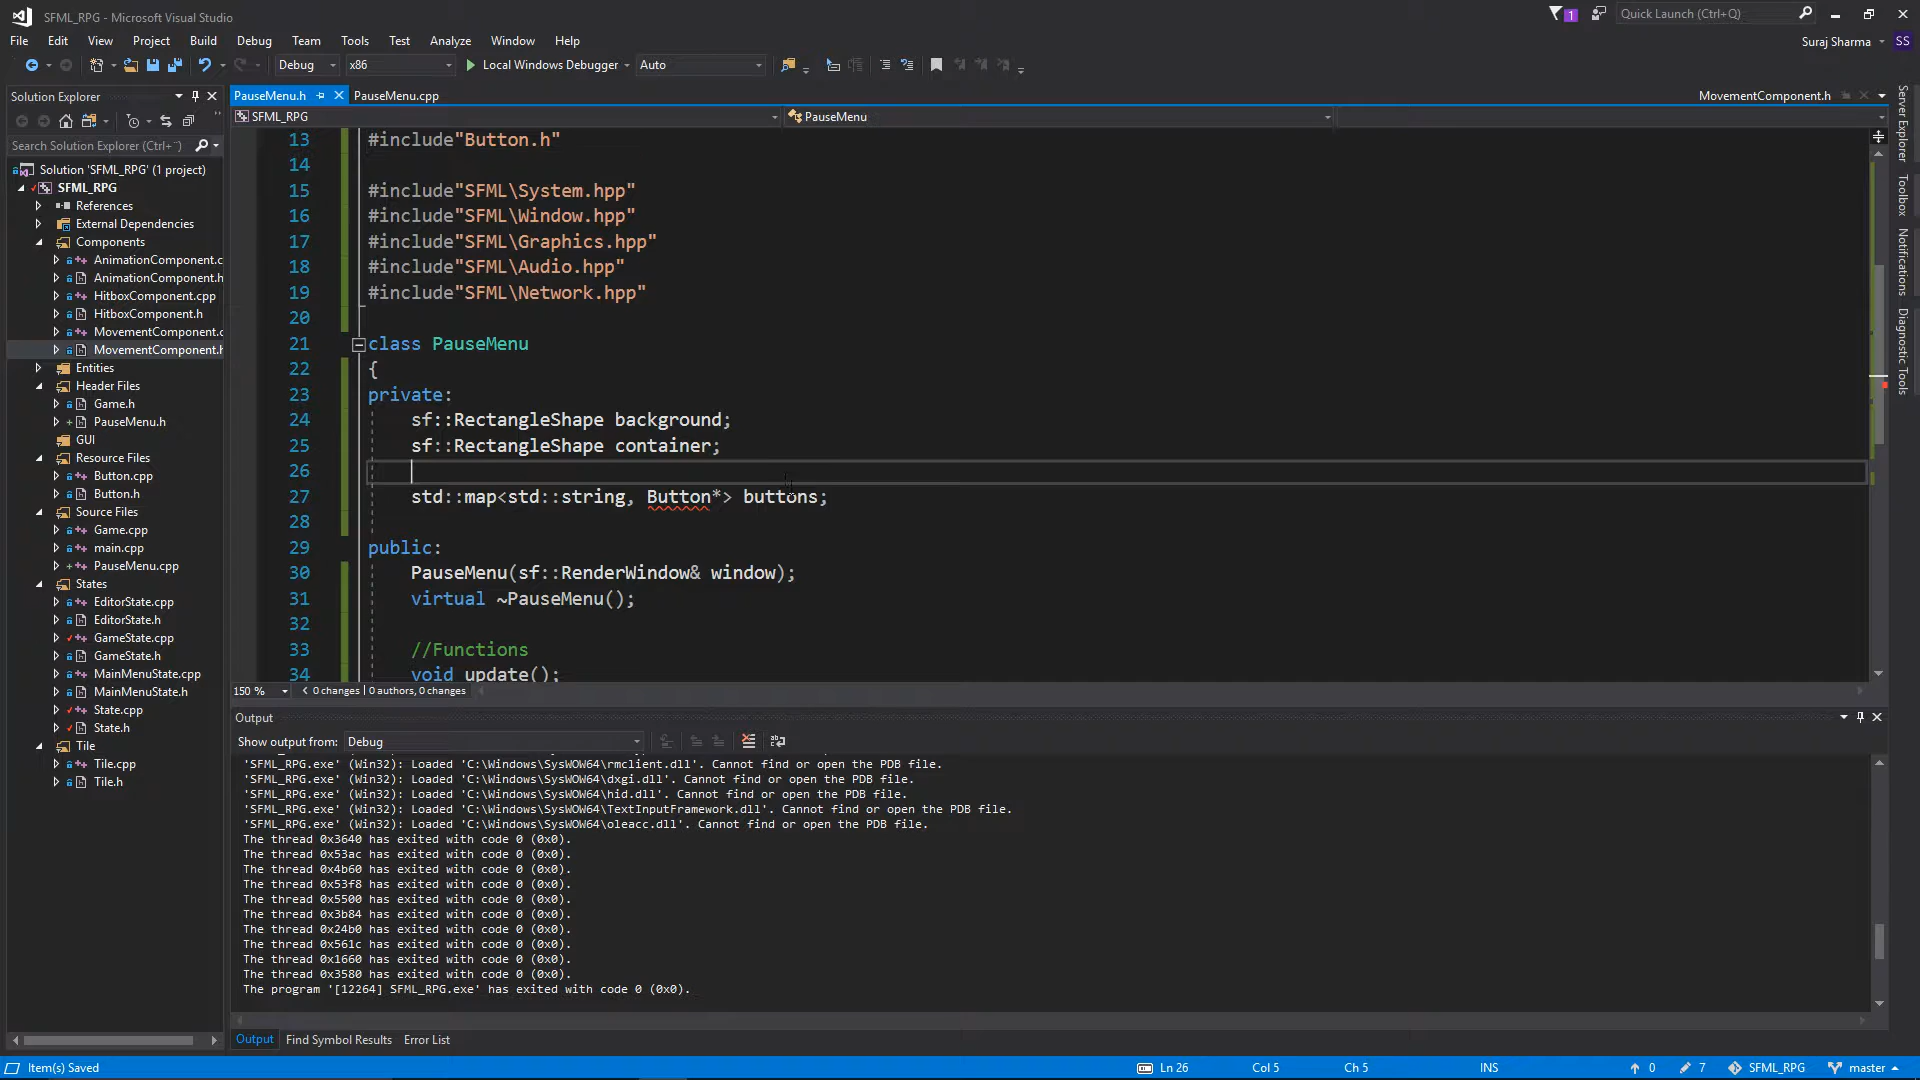 SFML_RPG - Microsoft Visual Studio
1
Quick Launch (Ctrl+Q)
File Edit View Project Build Debug Team Tools Test Analyze Window Help
Suraj Sharma
SS
Debug x86 Local Windows Debugger Auto
Solution Explorer
PauseMenu.h
PauseMenu.cpp
MovementComponent.h
SFML_RPG
PauseMenu
Search Solution Explorer (Ctrl+¨)
Solution 'SFML_RPG' (1 project)
SFML_RPG
References
External Dependencies
Components
AnimationComponent.c
AnimationComponent.h
HitboxComponent.cpp
HitboxComponent.h
MovementComponent.c
MovementComponent.h
Entities
Header Files
Game.h
PauseMenu.h
GUI
Resource Files
Button.cpp
Button.h
Source Files
Game.cpp
main.cpp
PauseMenu.cpp
States
EditorState.cpp
EditorState.h
GameState.cpp
GameState.h
MainMenuState.cpp
MainMenuState.h
State.cpp
State.h
Tile
Tile.cpp
Tile.h
13 #include"Button.h"
14
15 #include"SFML\System.hpp"
16 #include"SFML\Window.hpp"
17 #include"SFML\Graphics.hpp"
18 #include"SFML\Audio.hpp"
19 #include"SFML\Network.hpp"
20
21 class PauseMenu
22 {
23 private:
24 sf::RectangleShape background;
25 sf::RectangleShape container;
26
27 std::map<std::string, Button*> buttons;
28
29 public:
30 PauseMenu(sf::RenderWindow& window);
31 virtual ~PauseMenu();
32
33 //Functions
34 void update();
150 %
0 changes | 0 authors, 0 changes
Server Explorer
Toolbox
Notifications
Diagnostic Tools
Output
Show output from: Debug
'SFML_RPG.exe' (Win32): Loaded 'C:\Windows\SysWOW64\rmclient.dll'. Cannot find or open the PDB file.
'SFML_RPG.exe' (Win32): Loaded 'C:\Windows\SysWOW64\dxgi.dll'. Cannot find or open the PDB file.
'SFML_RPG.exe' (Win32): Loaded 'C:\Windows\SysWOW64\hid.dll'. Cannot find or open the PDB file.
'SFML_RPG.exe' (Win32): Loaded 'C:\Windows\SysWOW64\TextInputFramework.dll'. Cannot find or open the PDB file.
'SFML_RPG.exe' (Win32): Loaded 'C:\Windows\SysWOW64\oleacc.dll'. Cannot find or open the PDB file.
The thread 0x3640 has exited with code 0 (0x0).
The thread 0x53ac has exited with code 0 (0x0).
The thread 0x4b60 has exited with code 0 (0x0).
The thread 0x53f8 has exited with code 0 (0x0).
The thread 0x5500 has exited with code 0 (0x0).
The thread 0x3b84 has exited with code 0 (0x0).
The thread 0x24b0 has exited with code 0 (0x0).
The thread 0x561c has exited with code 0 (0x0).
The thread 0x1660 has exited with code 0 (0x0).
The thread 0x3580 has exited with code 0 (0x0).
The program '[12264] SFML_RPG.exe' has exited with code 0 (0x0).
Output Find Symbol Results Error List
Item(s) Saved
Ln 26 Col 5 Ch 5 INS
0 7 SFML_RPG master